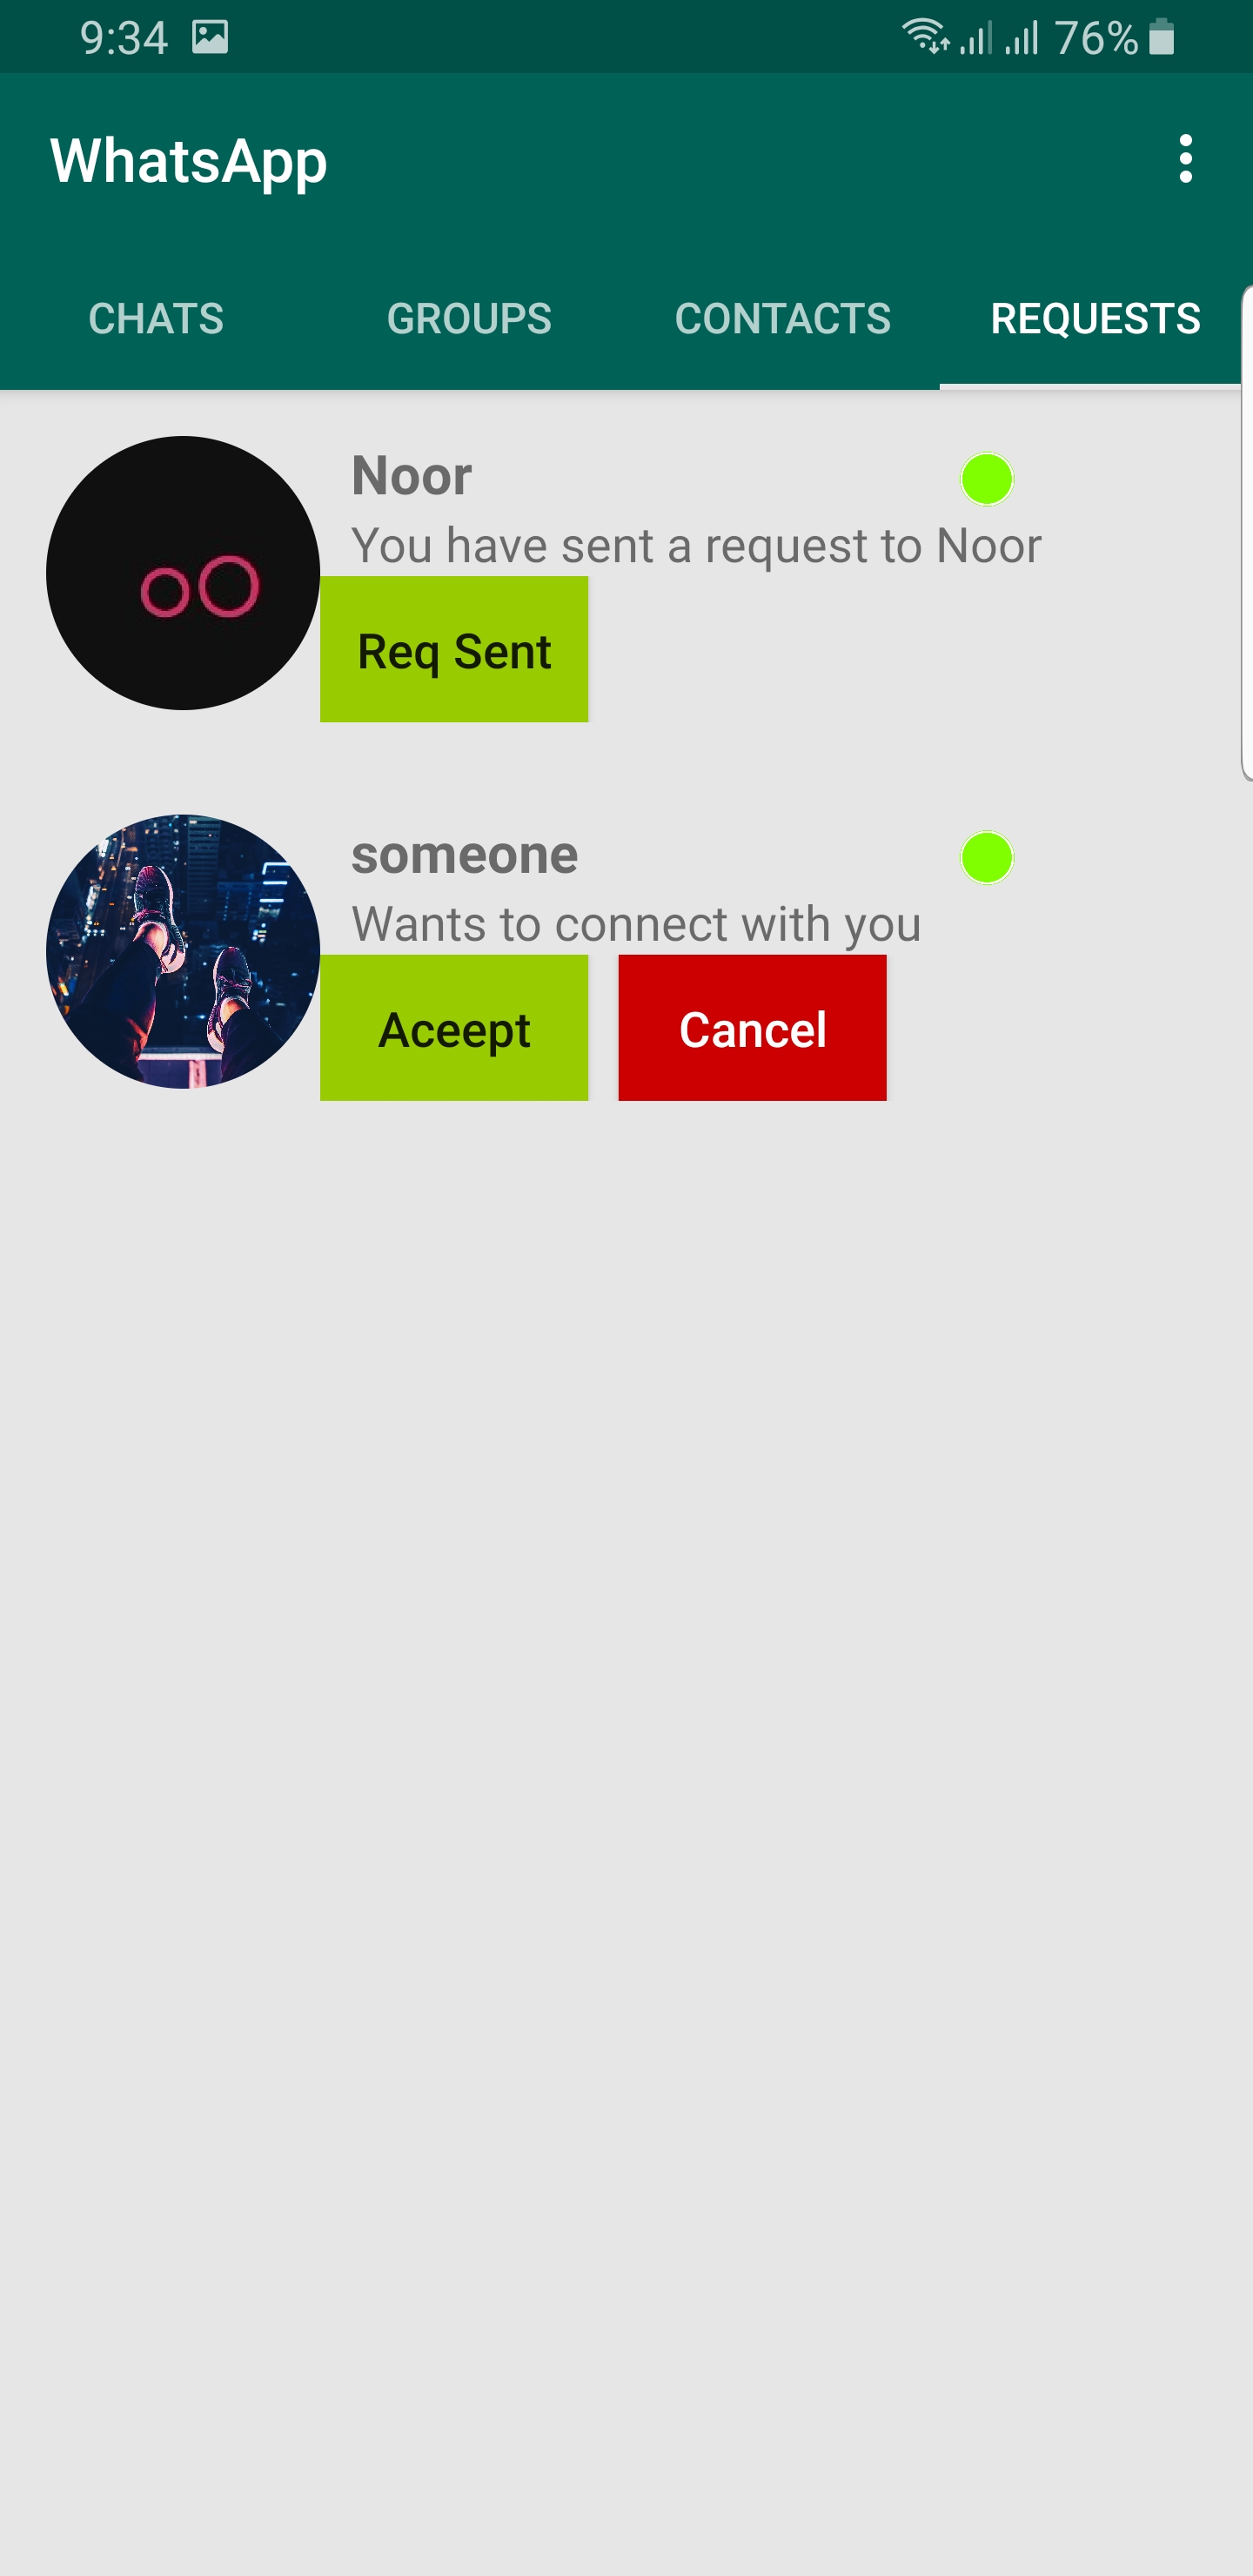 9:34 76%
WhatsApp
CHATS GROUPS CONTACTS REQUESTS
Noor
You have sent a request to Noor
Req Sent
someone
Wants to connect with you
Aceept Cancel